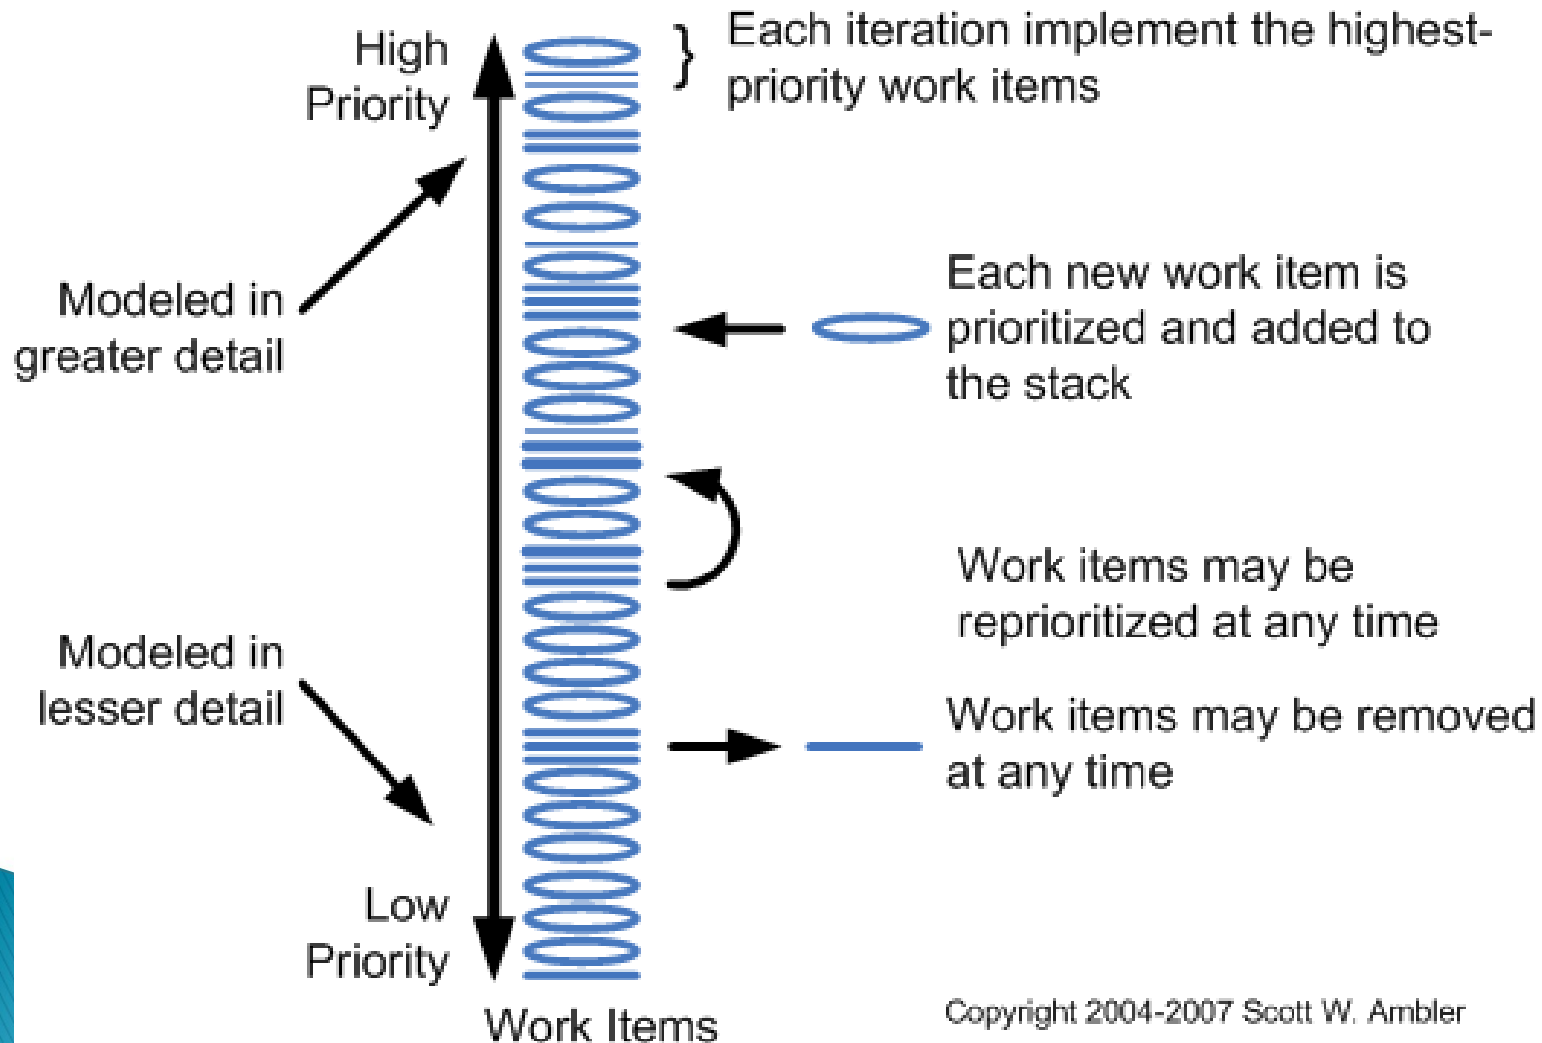 High
Priority
Each iteration implement the highest-
priority work items
Modeled in
greater detail
Each new work item is
prioritized and added to
the stack
Work items may be
reprioritized at any time
Modeled in
lesser detail
Work items may be removed
at any time
Low
Priority
Work Items
Copyright 2004-2007 Scott W. Ambler